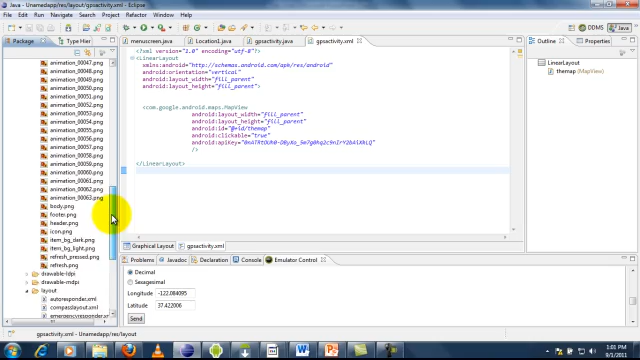 Java - Unamedapp/res/layout/gpsactivity.xml - Eclipse
File Edit Run Source Navigate Search Project Refactor Window Help
DDMS Java
Package Type Hier
menuscreen.java Location1.java gpsactivity.java gpsactivity.xml
Outline Properties
animation_00047.png
animation_00048.png
animation_00049.png
animation_00050.png
animation_00051.png
animation_00052.png
animation_00053.png
animation_00054.png
animation_00055.png
animation_00056.png
animation_00057.png
animation_00058.png
animation_00059.png
animation_00060.png
animation_00061.png
animation_00062.png
animation_00063.png
body.png
footer.png
header.png
icon.png
item_bg_dark.png
item_bg_light.png
refresh_pressed.png
refresh.png
drawable-ldpi
drawable-mdpi
layout
autoresponder.xml
compasslayout.xml
emergencyresponder.xml
<?xml version="1.0" encoding="utf-8"?>
<LinearLayout
xmlns:android="http://schemas.android.com/apk/res/android"
android:orientation="vertical"
android:layout_width="fill_parent"
android:layout_height="fill_parent">
<com.google.android.maps.MapView
android:layout_width="fill_parent"
android:layout_height="fill_parent"
android:id="@+id/themap"
android:clickable="true"
/>
</LinearLayout>
LinearLayout
themap (MapView)
Graphical Layout gpsactivity.xml
Problems Javadoc Declaration Console Emulator Control
Decimal
Sexagesimal
Longitude -122.084095
Latitude 37.422006
Send
gpsactivity.xml - Unamedapp/res/layout
1:01 PM
9/1/2011